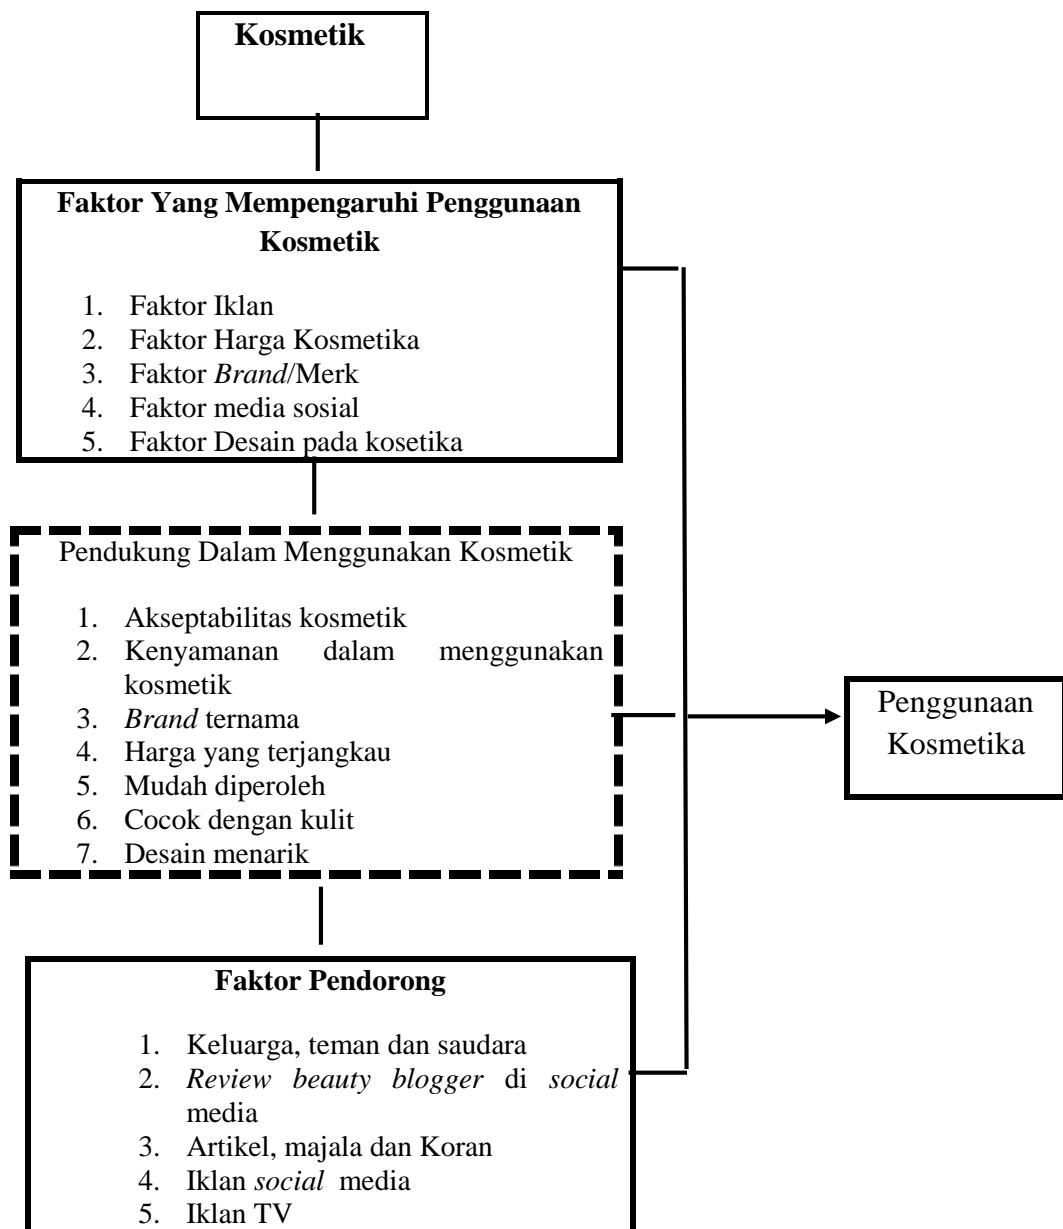 Kosmetik
Faktor Yang Mempengaruhi Penggunaan
Kosmetik
1. Faktor Iklan
2. Faktor Harga Kosmetika
3. Faktor Brand/Merk
4. Faktor media sosial
5. Faktor Desain pada kosetika
Pendukung Dalam Menggunakan Kosmetik
1. Akseptabilitas kosmetik
2. Kenyamanan dalam menggunakan
kosmetik
3. Brand ternama
4. Harga yang terjangkau
5. Mudah diperoleh
6. Cocok dengan kulit
7. Desain menarik
Penggunaan
Kosmetika
Faktor Pendorong
1. Keluarga, teman dan saudara
2. Review beauty blogger di social
media
3. Artikel, majala dan Koran
4. Iklan social media
5. Iklan TV